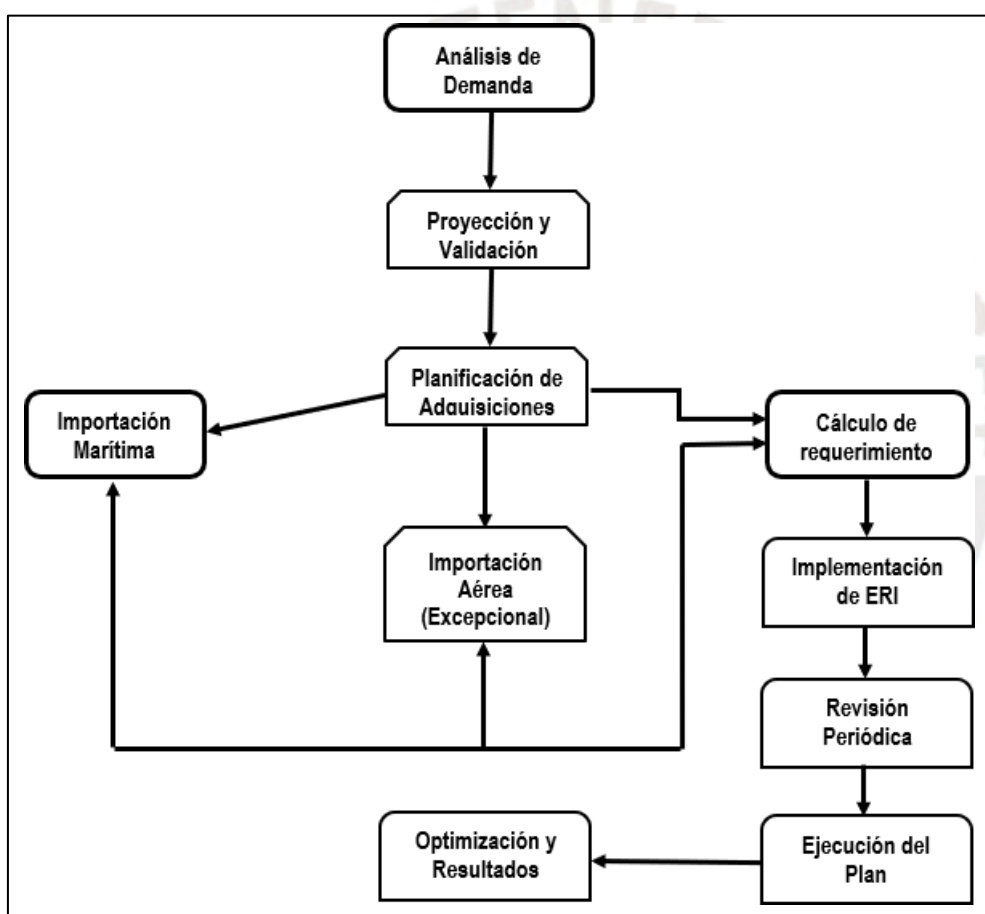 Análisis de
Demanda
Proyección y
Validación
Planificación de
Adquisiciones
Importación
Marítima
Cálculo de
requerimiento
Importación
Aérea
(Excepcional)
Implementación
de ERI
Revisión
Periódica
Optimización y
Resultados
Ejecución del
Plan